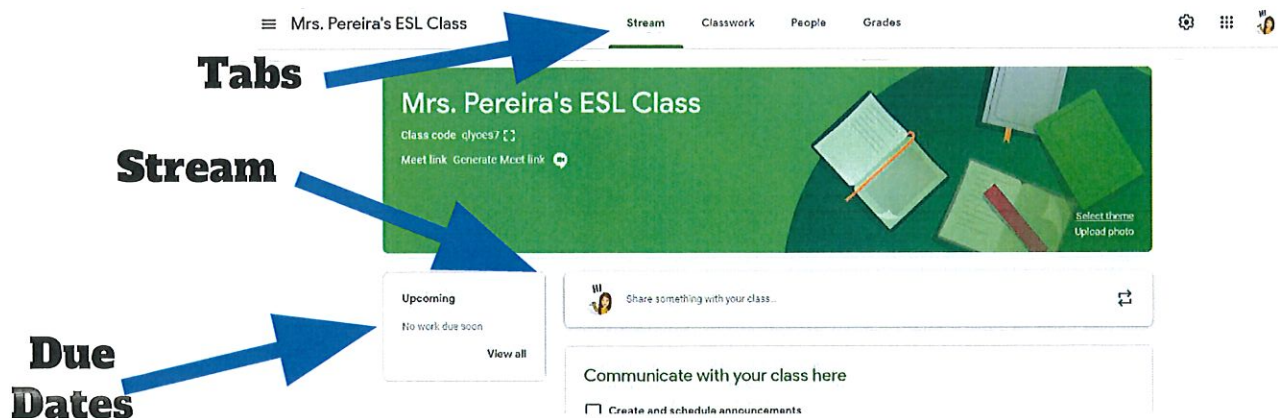 Mrs. Pereira's ESL Class
Stream Classwork People Grades
Tabs
Mrs. Pereira's ESL Class
Class code qlyoes7
Meet link Generate Meet link
Select theme
Upload photo
Stream
Upcoming
No work due soon
View all
Share something with your class...
Due
Dates
Communicate with your class here
Create and schedule announcements